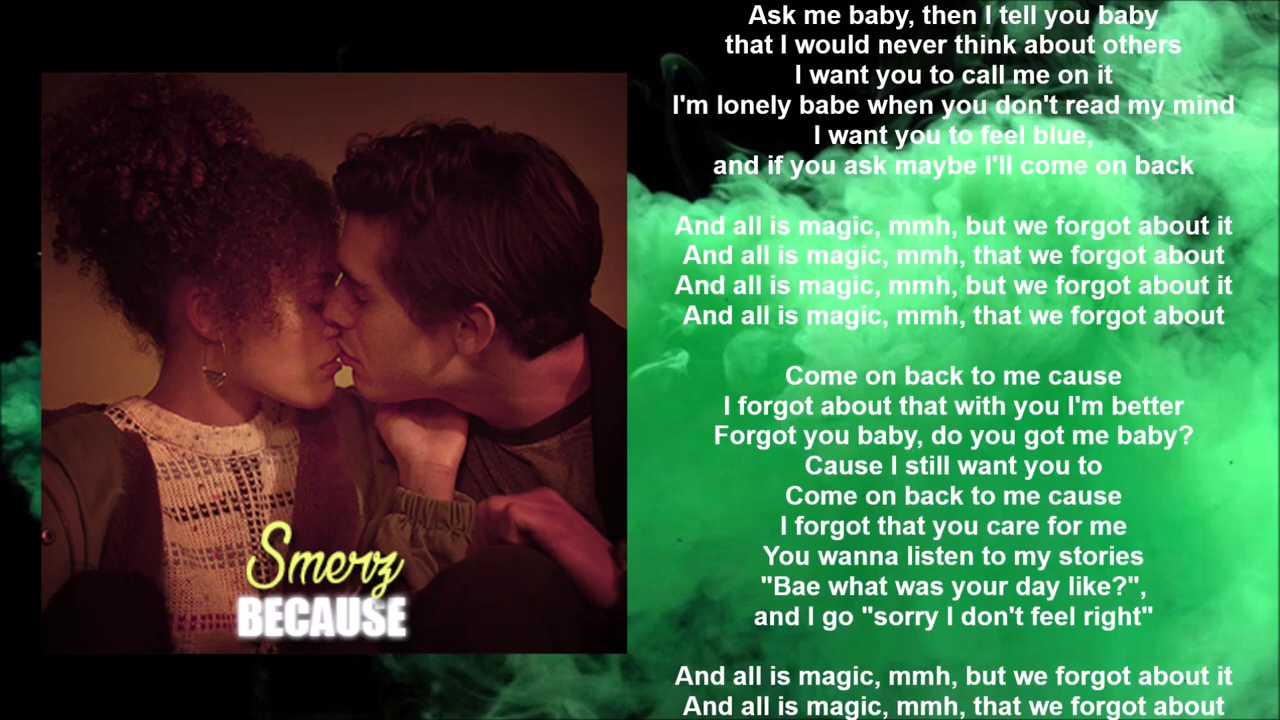 Smerz
BECAUSE
Ask me baby, then I tell you baby
that I would never think about others
I want you to call me on it
I'm lonely babe when you don't read my mind
I want you to feel blue,
and if you ask maybe I'll come on back
And all is magic, mmh, but we forgot about it
And all is magic, mmh, that we forgot about
And all is magic, mmh, but we forgot about it
And all is magic, mmh, that we forgot about
Come on back to me cause
I forgot about that with you I'm better
Forgot you baby, do you got me baby?
Cause I still want you to
Come on back to me cause
I forgot that you care for me
You wanna listen to my stories
"Bae what was your day like?",
and I go "sorry I don't feel right"
And all is magic, mmh, but we forgot about it
And all is magic, mmh, that we forgot about